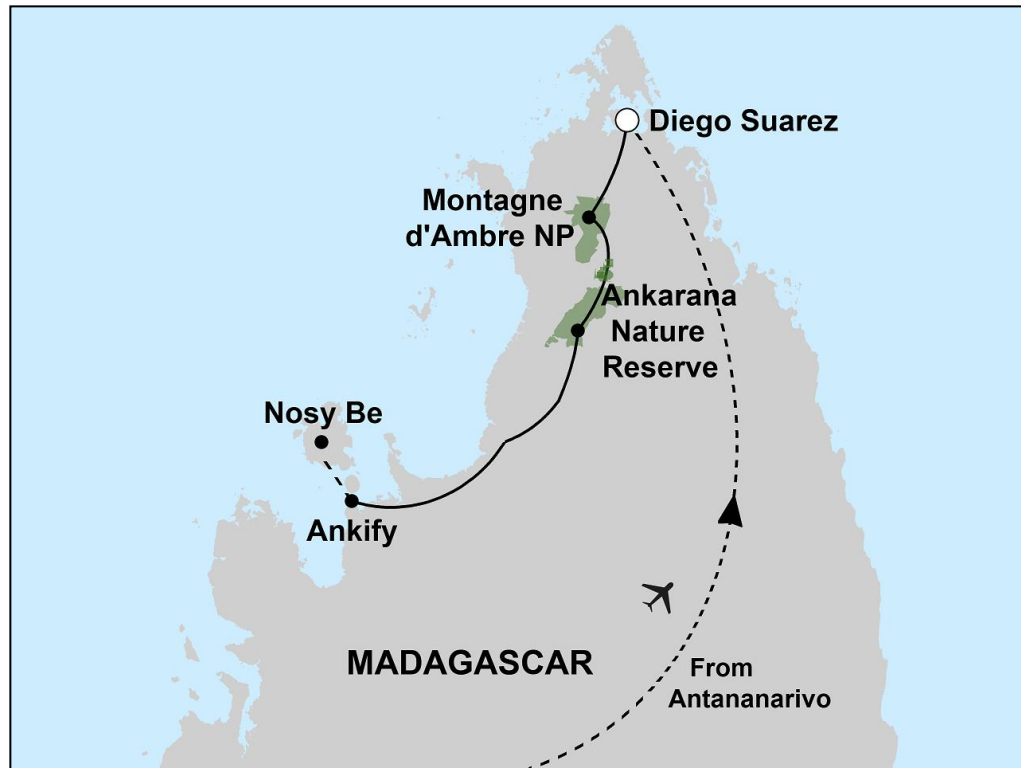 Diego Suarez
Montagne
d'Ambre NP
Ankarana
Nature
Reserve
Nosy Be
Ankify
MADAGASCAR
From
Antananarivo